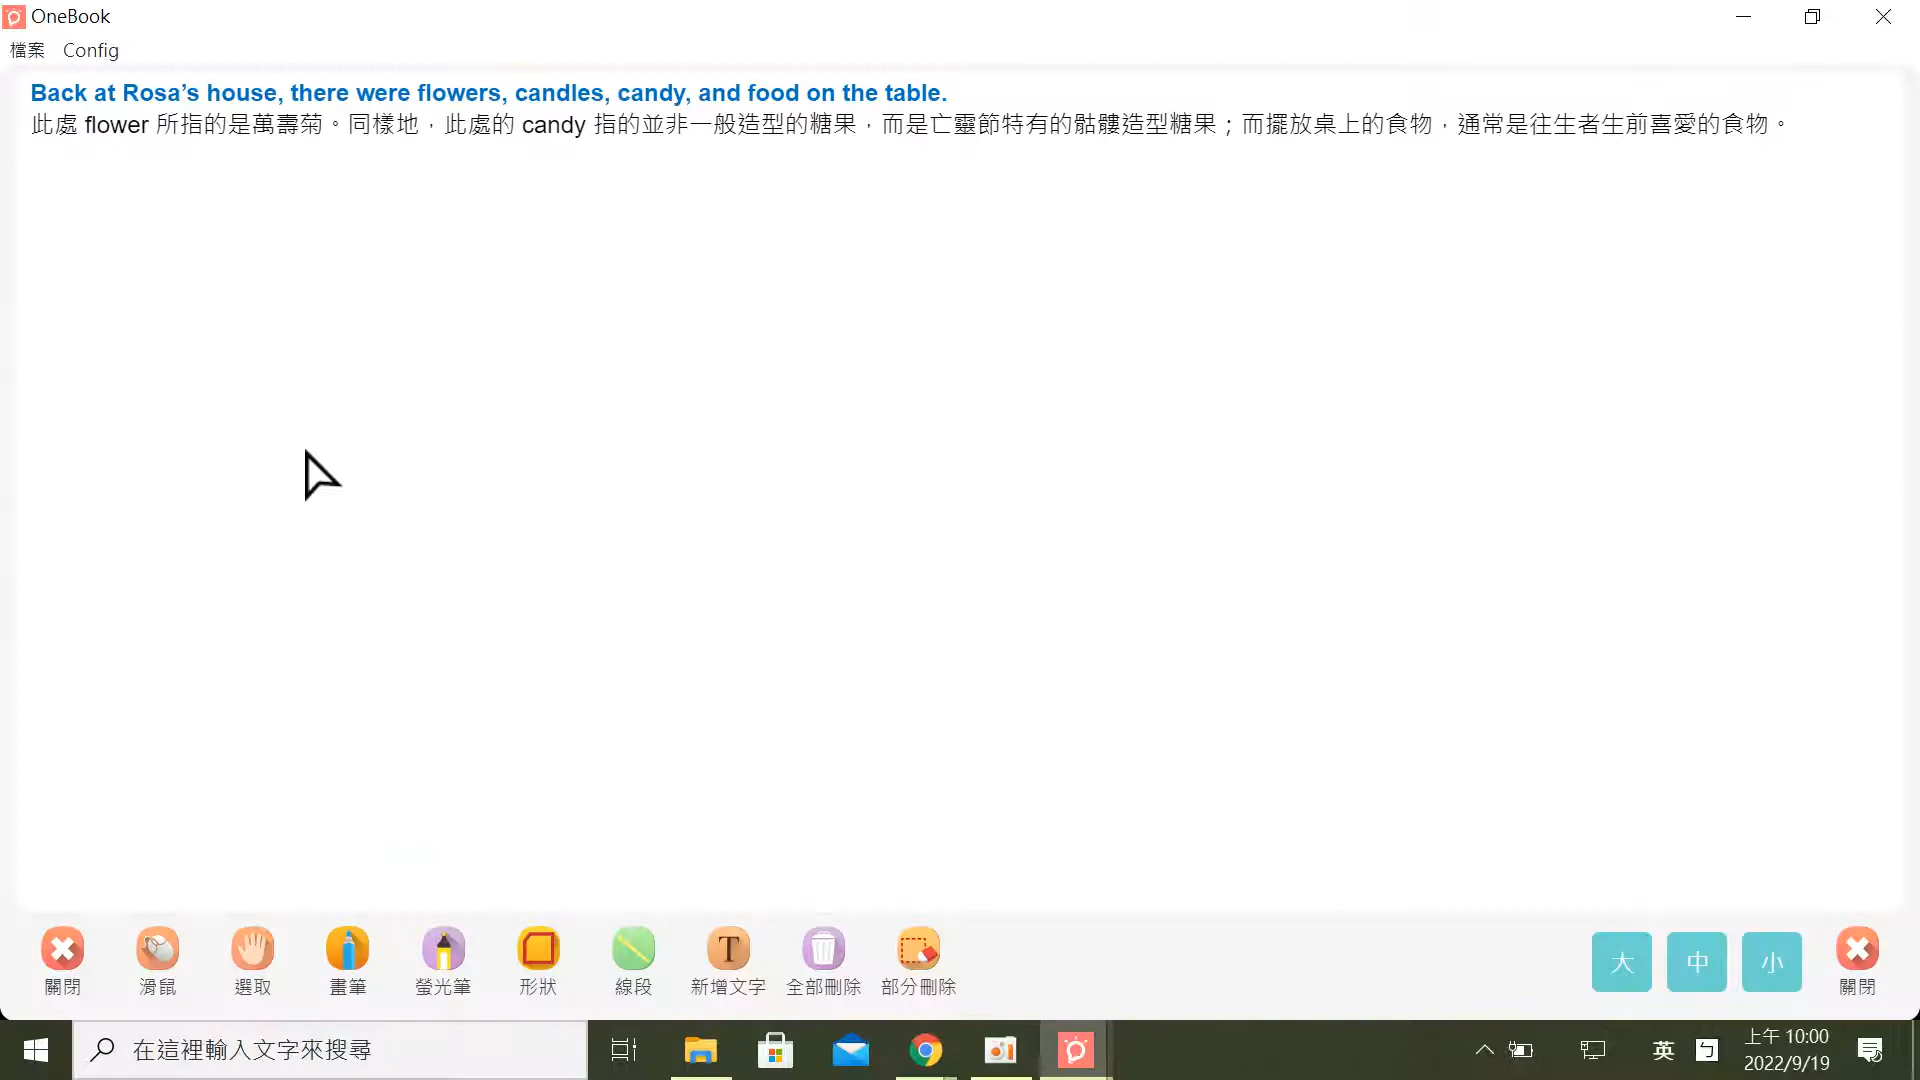 OneBook
檔案 Config
Back at Rosa’s house, there were flowers, candles, candy, and food on the table.
此處 flower 所指的是萬壽菊。同樣地，此處的 candy 指的並非一般造型的糖果，而是亡靈節特有的骷髏造型糖果；而擺放桌上的食物，通常是往生者生前喜愛的食物。
關閉 滑鼠 選取 畫筆 螢光筆 形狀 線段 新增文字 全部刪除 部分刪除 大 中 小 關閉
在這裡輸入文字來搜尋
英 ㄅ
上午 10:00
2022/9/19